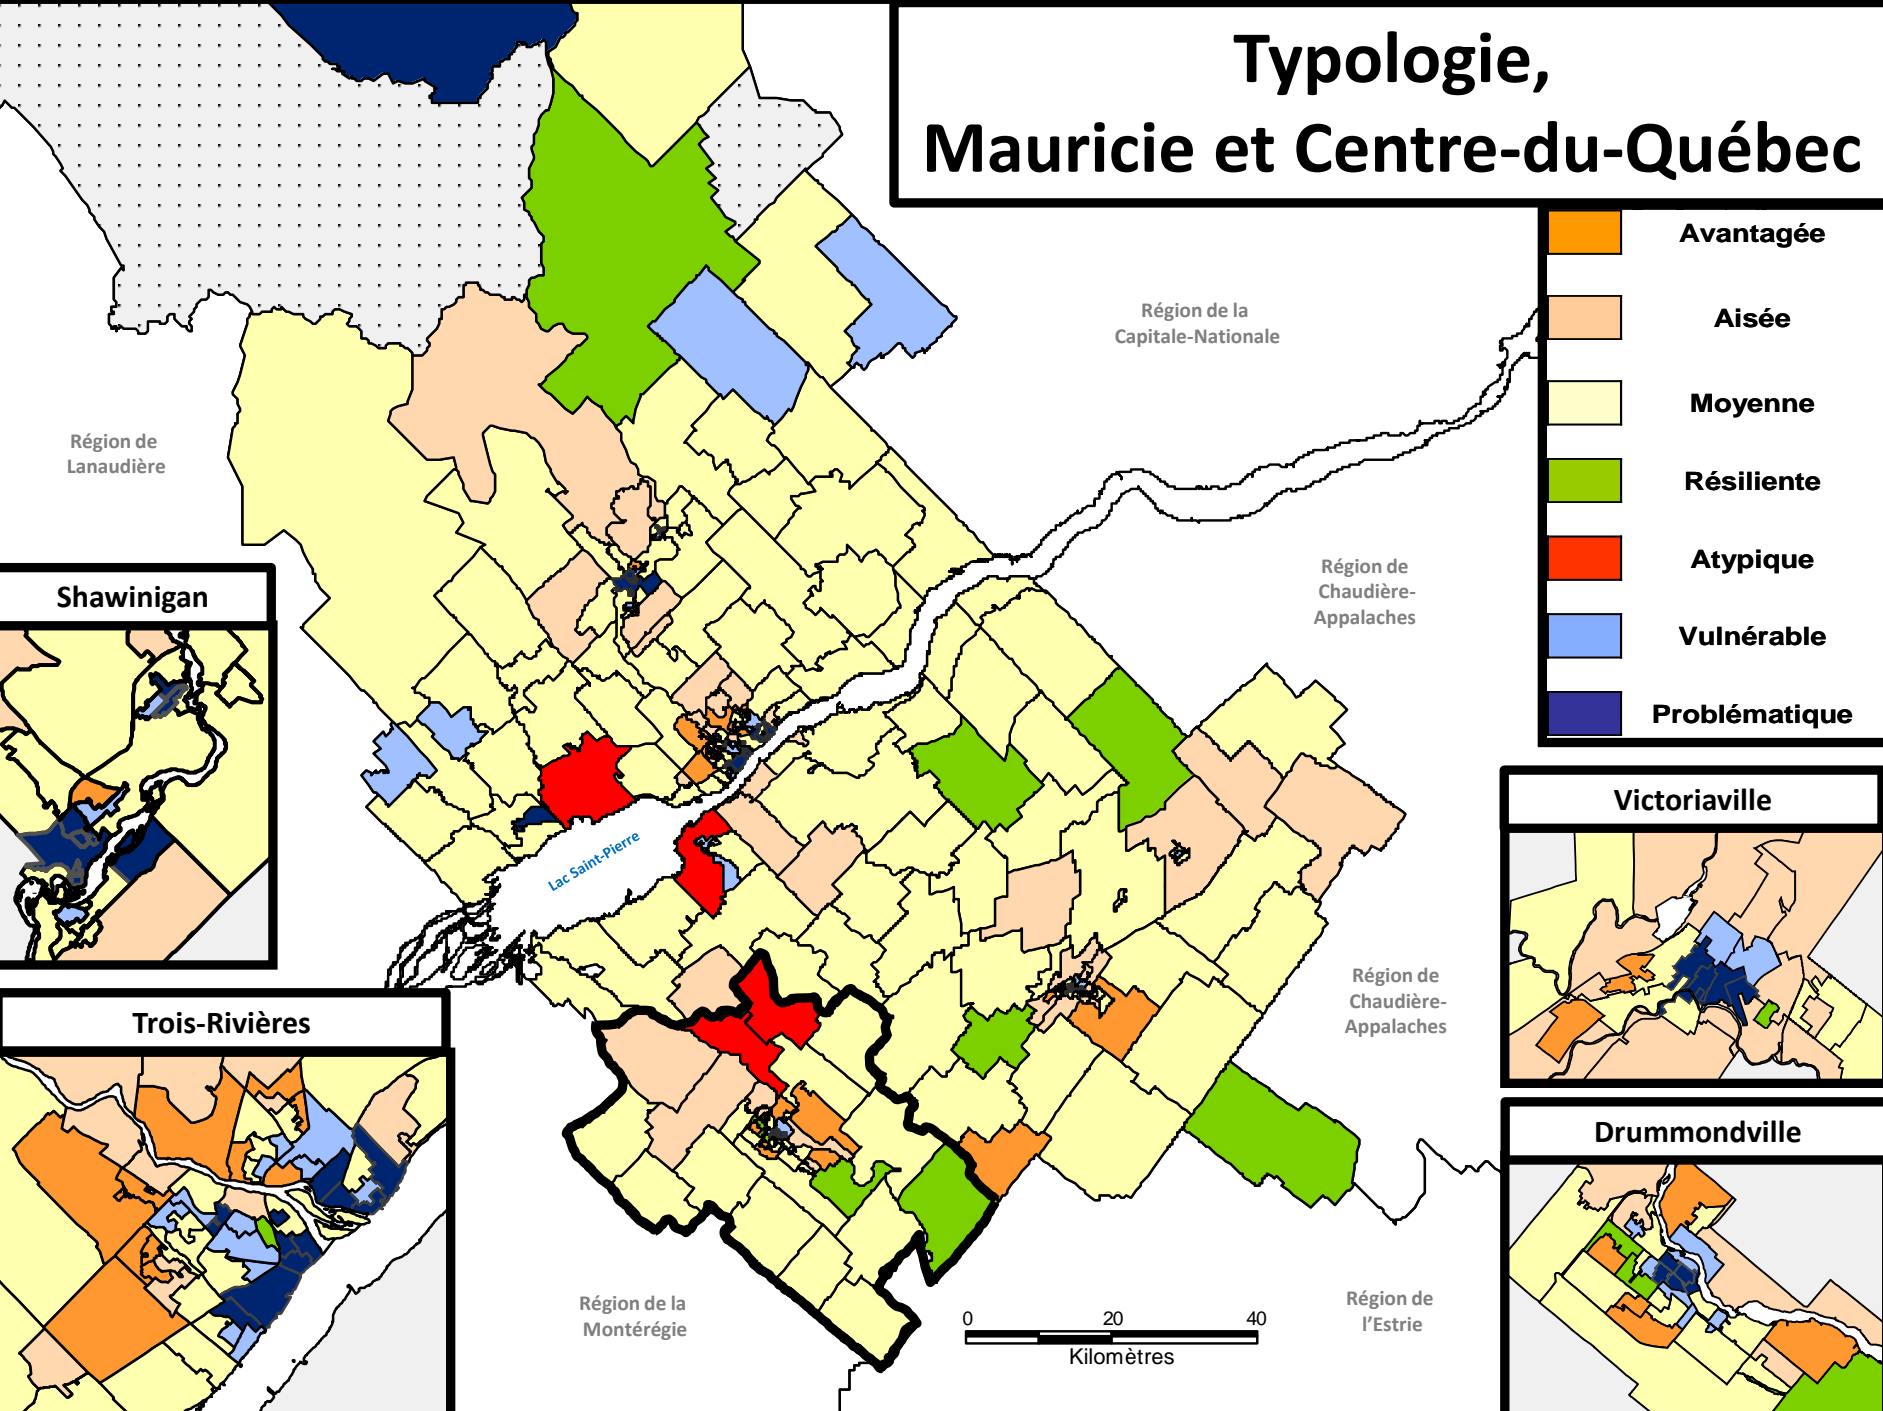 Typologie,
Mauricie et Centre-du-Québec
Avantagée
Aisée
Moyenne
Résiliente
Atypique
Vulnérable
Problématique
Région de la
Capitale-Nationale
Région de
Lanaudière
Région de
Chaudière-
Appalaches
Shawinigan
Lac Saint-Pierre
Victoriaville
Région de
Chaudière-
Appalaches
Trois-Rivières
Drummondville
Région de la
Montérégie
Région de
l'Estrie
0 20 40
Kilomètres